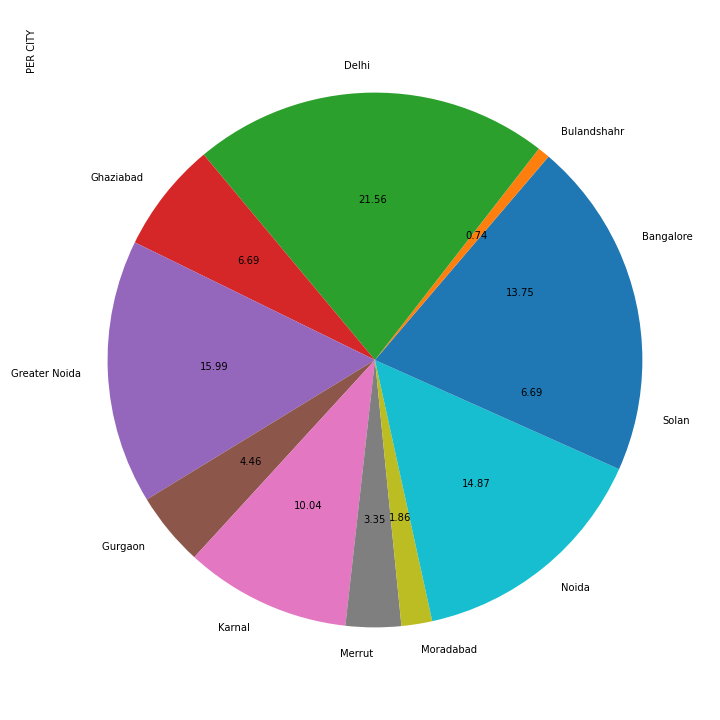 PER CITY
Delhi
Bulandshahr
Ghaziabad
Bangalore
21.56
0.74
6.69
13.75
Greater Noida
15.99
6.69
Solan
4.46
14.87
10.04
3.35
1.86
Gurgaon
Noida
Karnal
Merrut
Moradabad